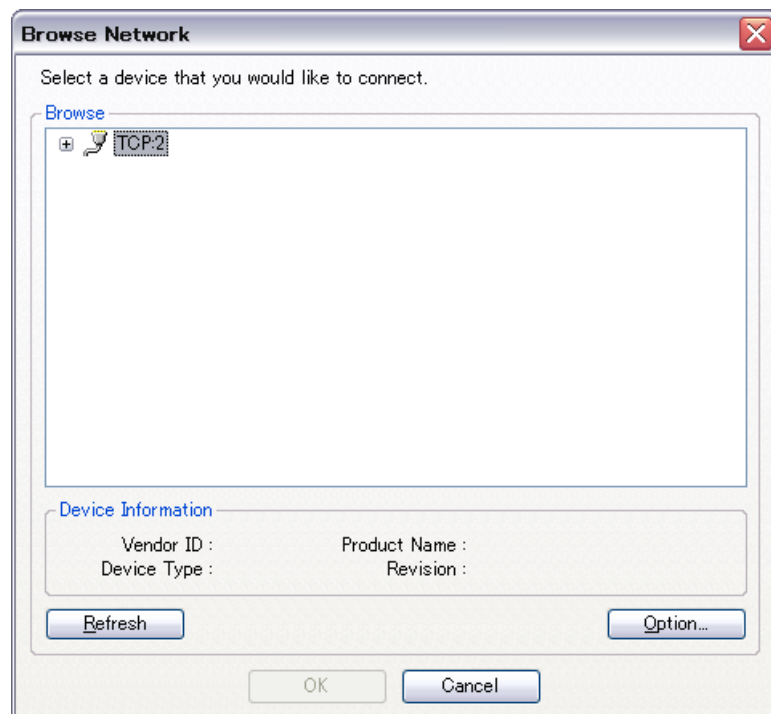 Browse Network
Select a device that you would like to connect.
Browse
TCP:2
Device Information
Vendor ID :
Product Name :
Device Type :
Revision :
Refresh
Option...
OK
Cancel